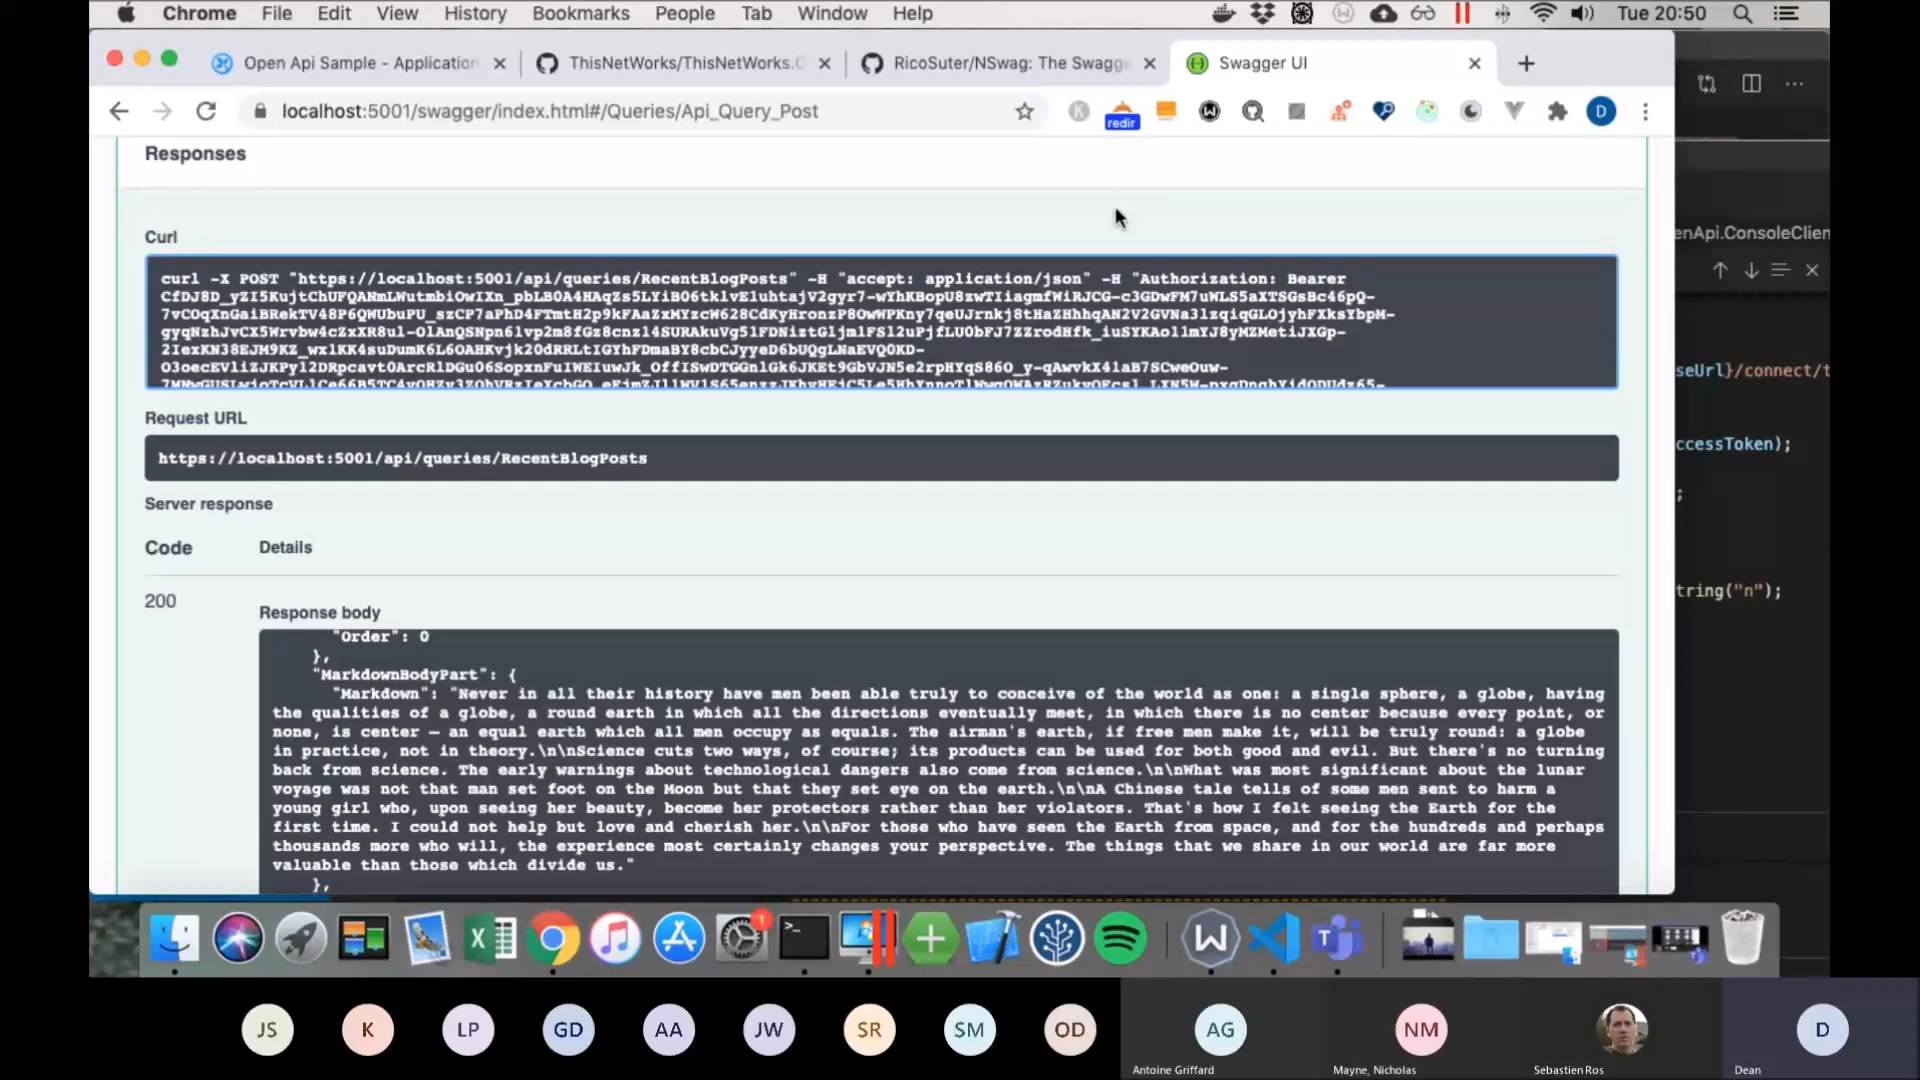 Chrome File Edit View History Bookmarks People Tab Window Help Tue 20:50
Open Api Sample - Application ThisNetWorks/ThisNetWorks.O RicoSuter/NSwag: The Swagge Swagger UI
localhost:5001/swagger/index.html#/Queries/Api_Query_Post
redir
D
Responses
Curl
curl -X POST "https://localhost:5001/api/queries/RecentBlogPosts" -H "accept: application/json" -H "Authorization: Bearer
Request URL
https://localhost:5001/api/queries/RecentBlogPosts
Server response
Code Details
200
Response body
"Order": 0
},
"MarkdownBodyPart": {
"Markdown": "Never in all their history have men been able truly to conceive of the world as one: a single sphere, a globe, having
the qualities of a globe, a round earth in which all the directions eventually meet, in which there is no center because every point, or
none, is center — an equal earth which all men occupy as equals. The airman's earth, if free men make it, will be truly round: a globe
in practice, not in theory.\n\nScience cuts two ways, of course; its products can be used for both good and evil. But there's no turning
back from science. The early warnings about technological dangers also come from science.\n\nWhat was most significant about the lunar
voyage was not that man set foot on the Moon but that they set eye on the earth.\n\nA Chinese tale tells of some men sent to harm a
young girl who, upon seeing her beauty, become her protectors rather than her violators. That's how I felt seeing the Earth for the
first time. I could not help but love and cherish her.\n\nFor those who have seen the Earth from space, and for the hundreds and perhaps
thousands more who will, the experience most certainly changes your perspective. The things that we share in our world are far more
valuable than those which divide us."
},
enApi.ConsoleClien
seUrl}/connect/t
ccessToken);
;
tring("n");
1
JS K LP GD AA JW SR SM OD AG NM D
Antoine Griffard Mayne, Nicholas Sebastien Ros Dean